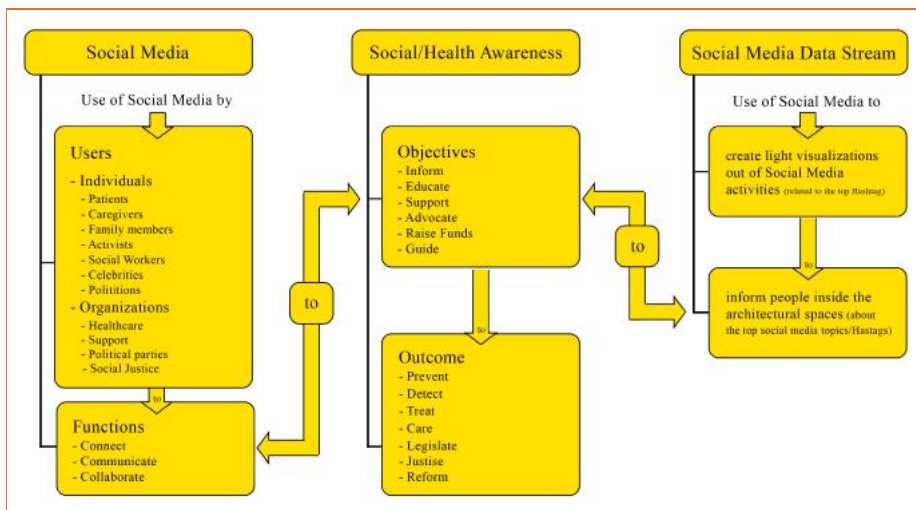 Social Media
Use of Social Media by
Users
- Individuals
- Patients
- Caregivers
- Family members
- Activists
- Social Workers
- Celebrities
- Polititions
- Organizations
- Healthcare
- Support
- Political parties
- Social Justice
to
Functions
- Connect
- Communicate
- Collaborate
to
Social/Health Awareness
Objectives
- Inform
- Educate
- Support
- Advocate
- Raise Funds
- Guide
to
Outcome
- Prevent
- Detect
- Treat
- Care
- Legislate
- Justise
- Reform
to
Social Media Data Stream
Use of Social Media to
create light visualizations
out of Social Media
activities (related to the top Hashtag)
to
inform people inside the
architectural spaces (about
the top social media topics/Hastags)